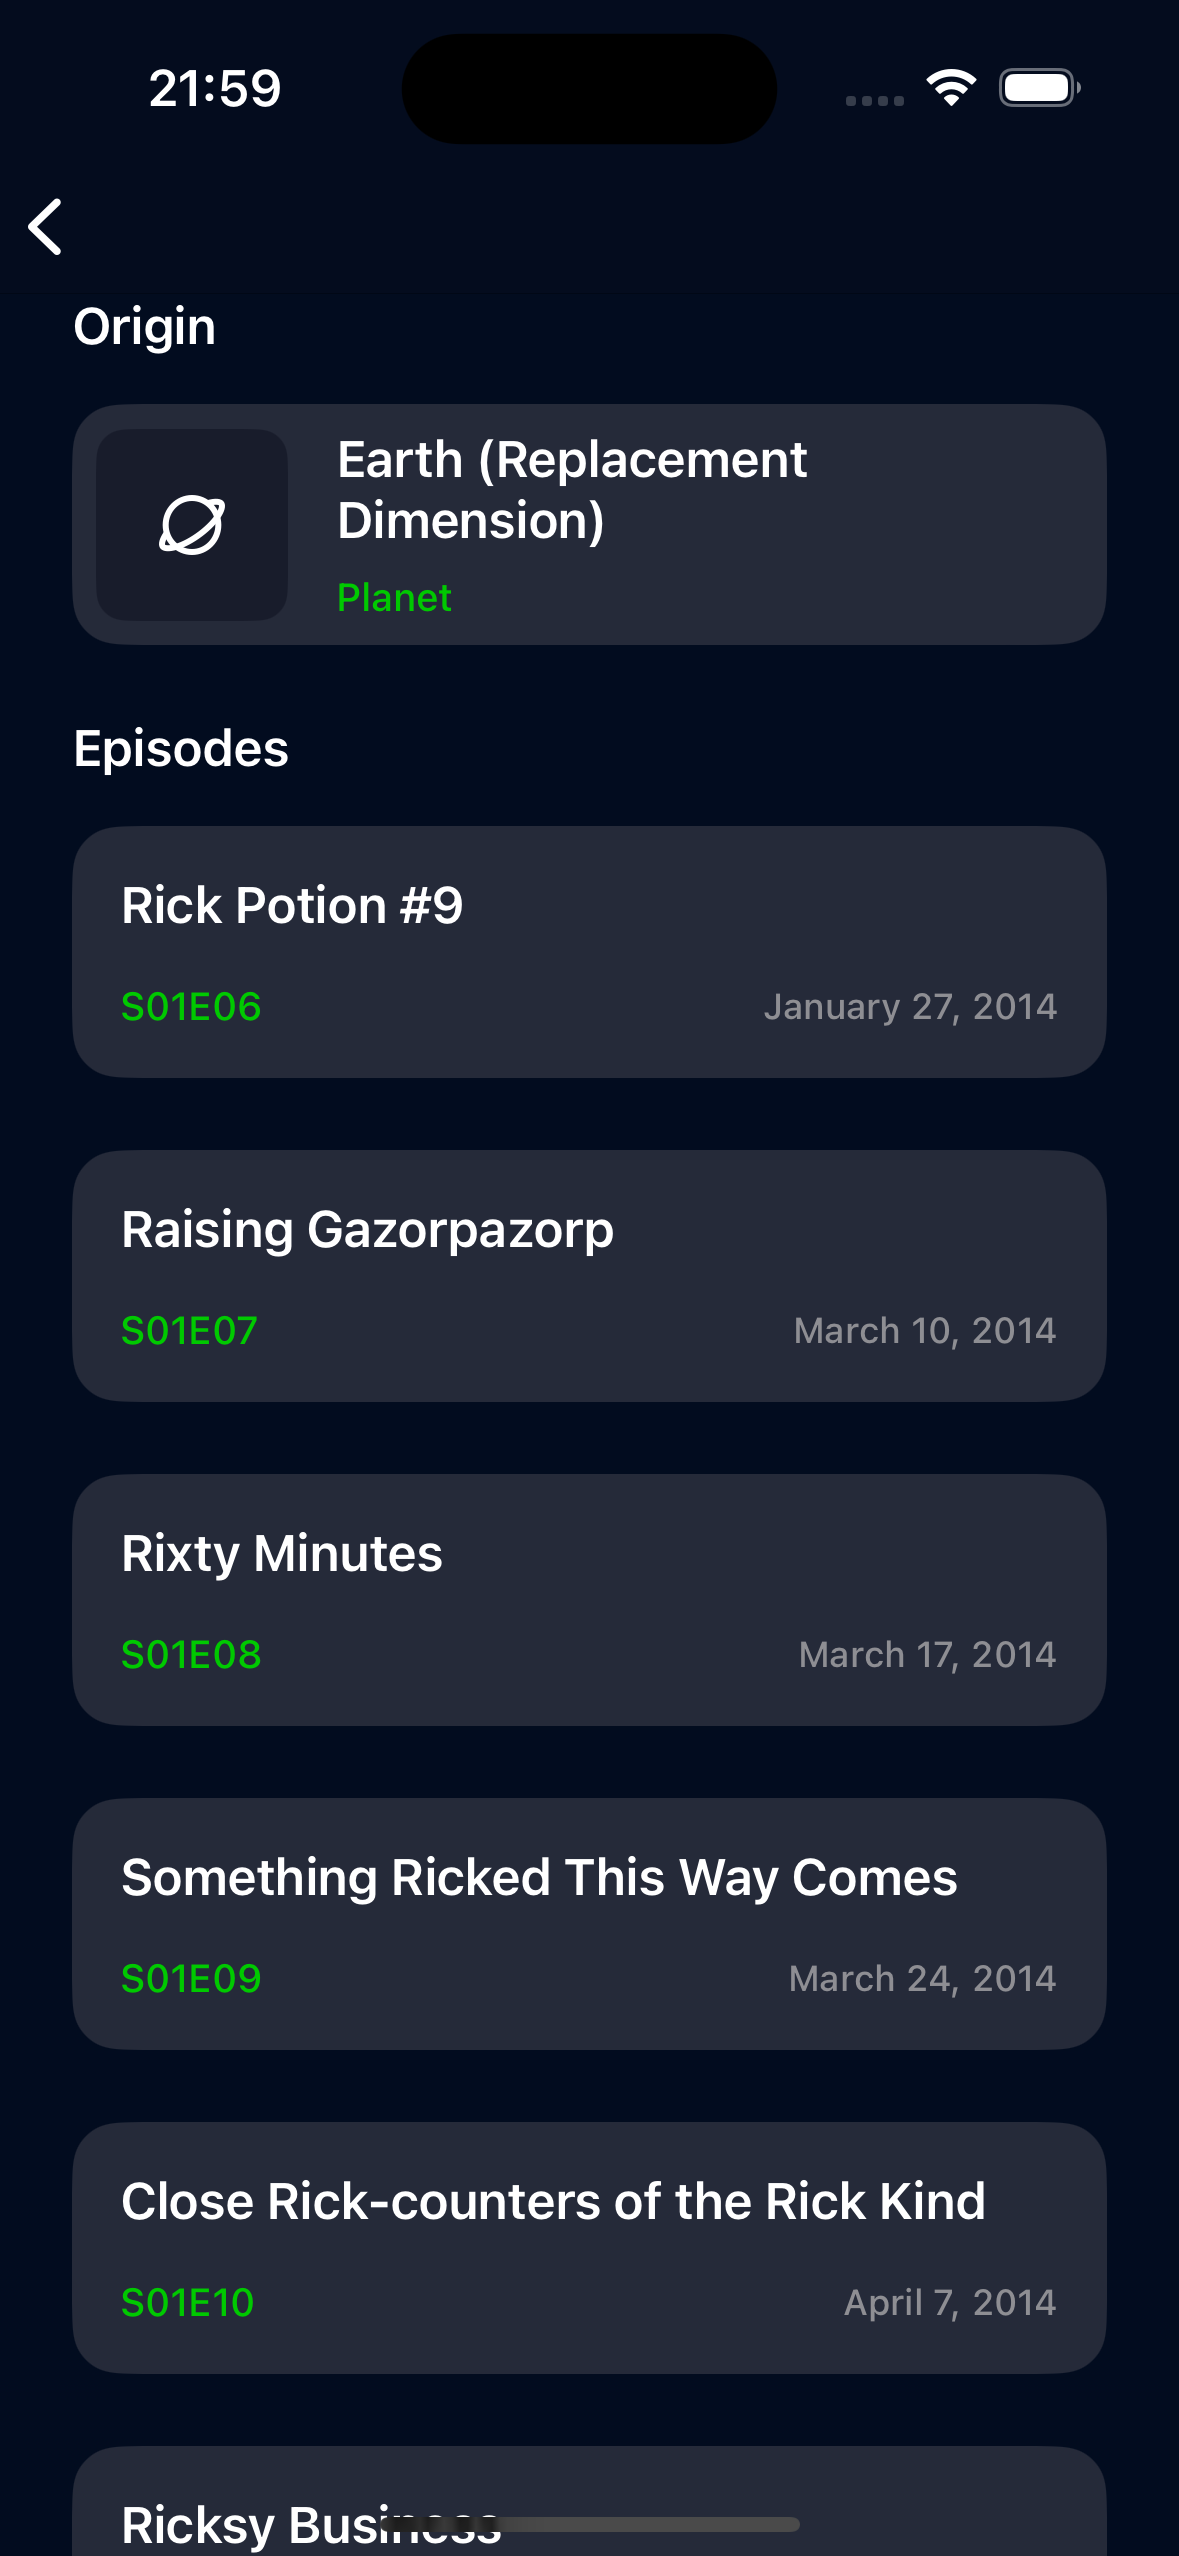 21:59
Origin
Earth (Replacement
Dimension)
Planet
Episodes
Rick Potion #9
S01E06
January 27, 2014
Raising Gazorpazorp
S01E07
March 10, 2014
Rixty Minutes
S01E08
March 17, 2014
Something Ricked This Way Comes
S01E09
March 24, 2014
Close Rick-counters of the Rick Kind
S01E10
April 7, 2014
Ricksy Business